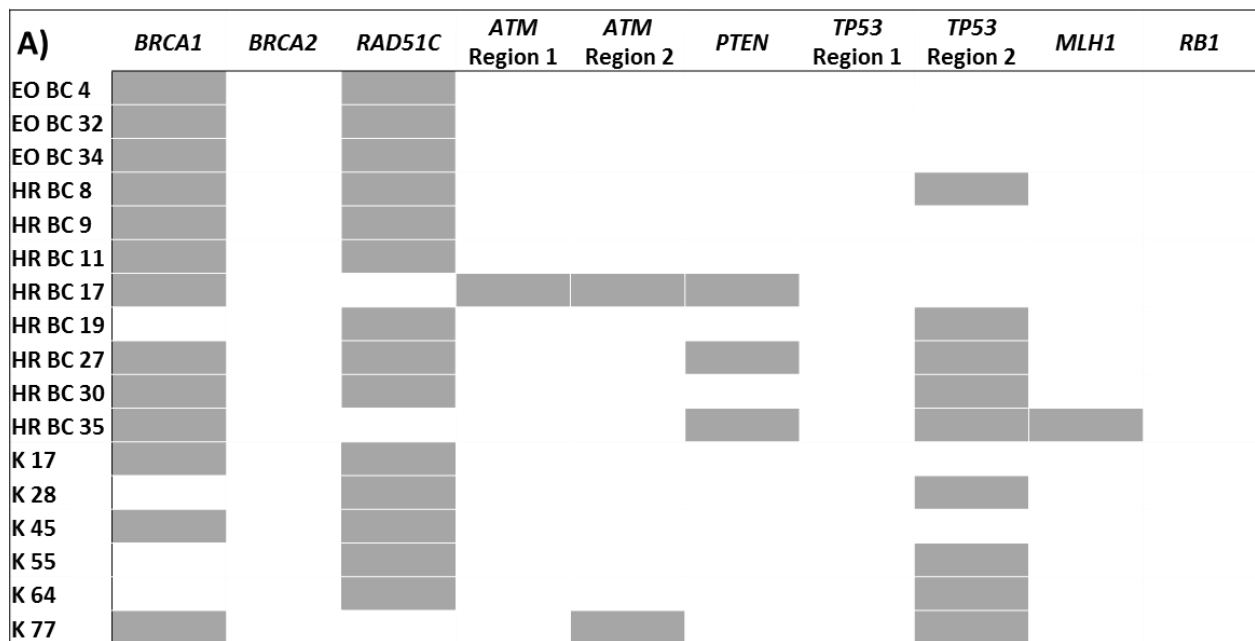 A) BRCA1 BRCA2 RAD51C ATM Region 1 ATM Region 2 PTEN TP53 Region 1 TP53 Region 2 MLH1 RB1
EO BC 4
EO BC 32
EO BC 34
HR BC 8
HR BC 9
HR BC 11
HR BC 17
HR BC 19
HR BC 27
HR BC 30
HR BC 35
K 17
K 28
K 45
K 55
K 64
K 77